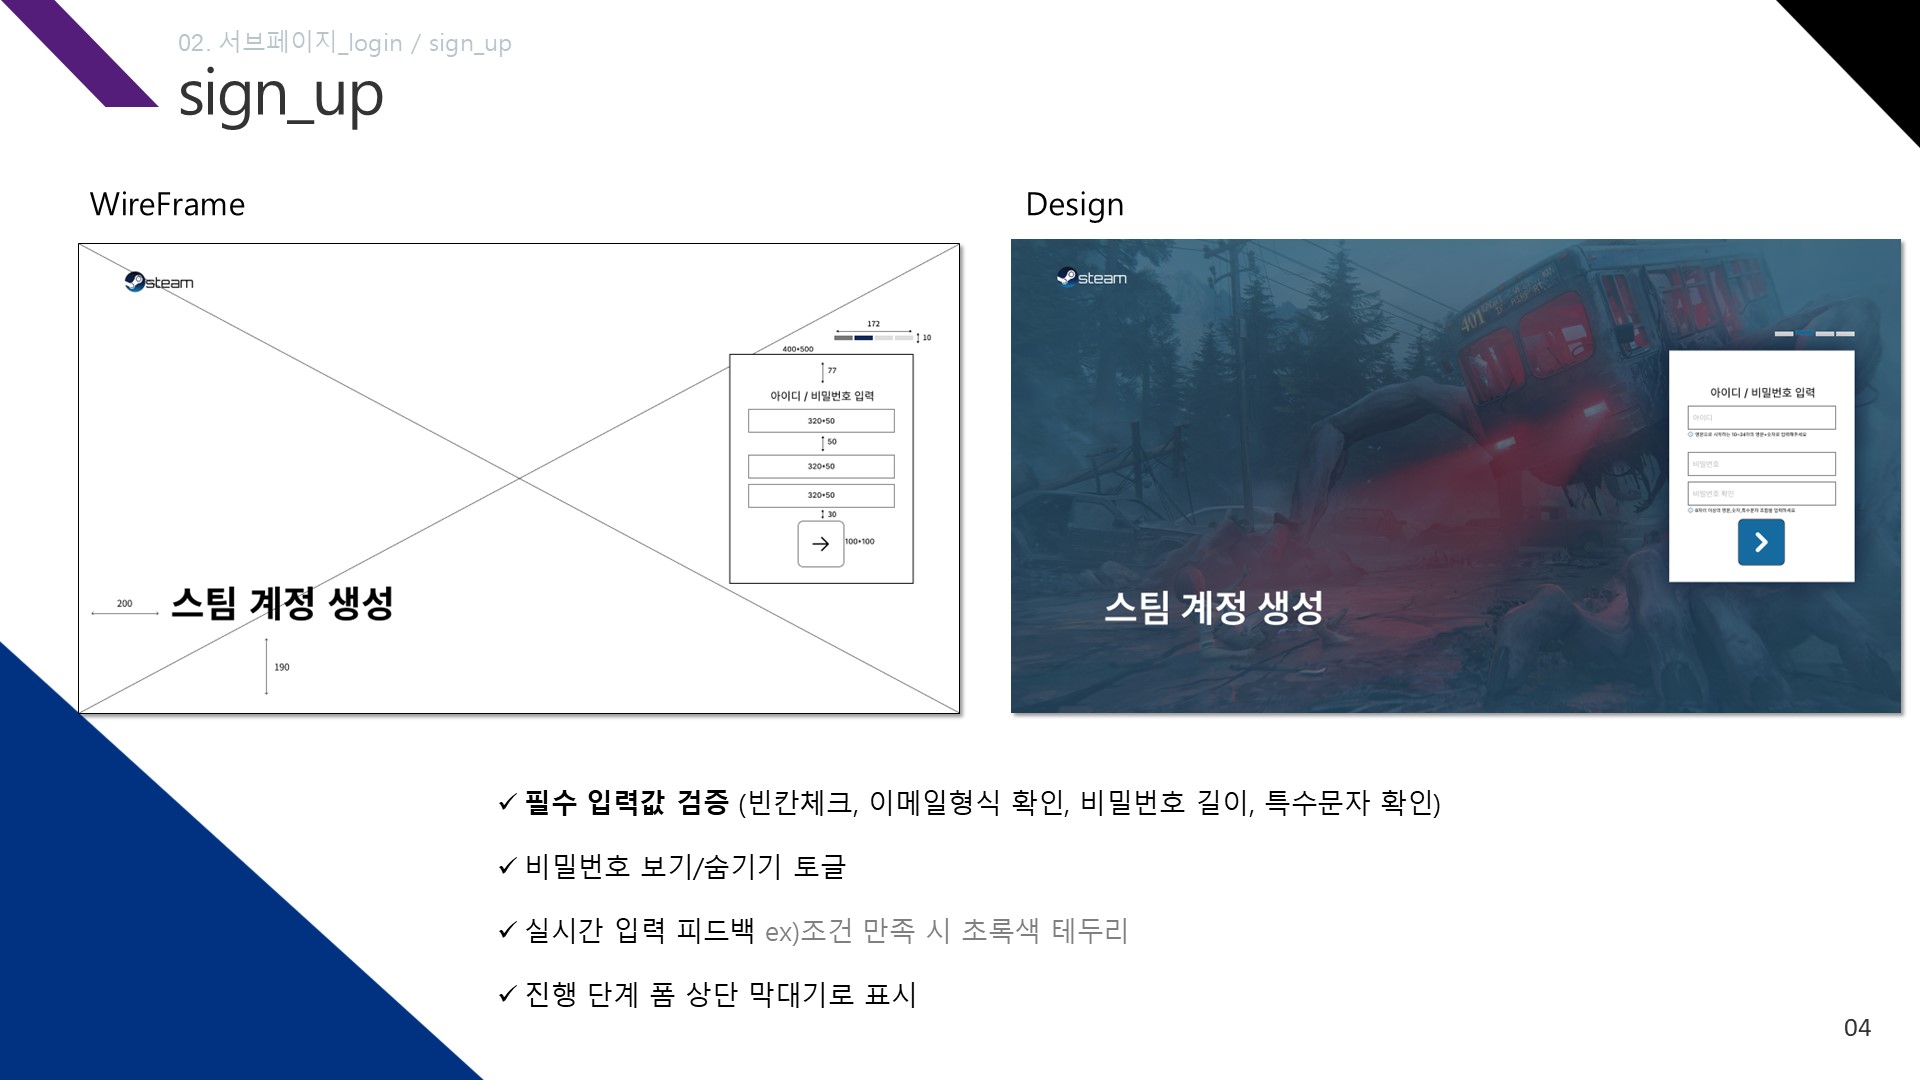 02. 서브페이지_login / sign_up
sign_up
WireFrame
steam
172
10
400*500
77
아이디 / 비밀번호 입력
320*50
50
320*50
320*50
30
100*100
200
스팀 계정 생성
190
Design
steam
401
아이디 / 비밀번호 입력
아이디
비밀번호
비밀번호 확인
스팀 계정 생성
✓ 필수 입력값 검증 (빈칸체크, 이메일형식 확인, 비밀번호 길이, 특수문자 확인)
✓ 비밀번호 보기/숨기기 토글
✓ 실시간 입력 피드백 ex)조건 만족 시 초록색 테두리
✓ 진행 단계 폼 상단 막대기로 표시
04